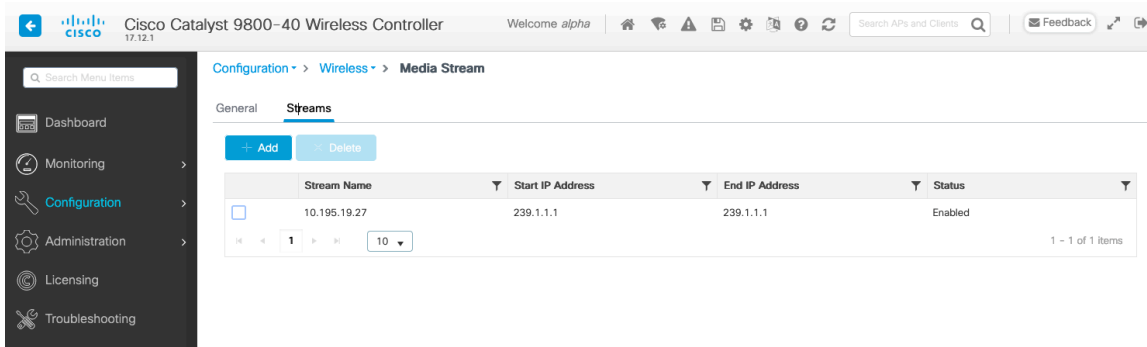 CISCO
Cisco Catalyst 9800-40 Wireless Controller
17.12.1
Welcome alpha
Search APs and Clients
Feedback
Search Menu Items
Dashboard
Monitoring
Configuration
Administration
Licensing
Troubleshooting
Configuration > Wireless > Media Stream
General Streams
+ Add × Delete
Stream Name Start IP Address End IP Address Status
10.195.19.27 239.1.1.1 239.1.1.1 Enabled
1 10 1 - 1 of 1 items